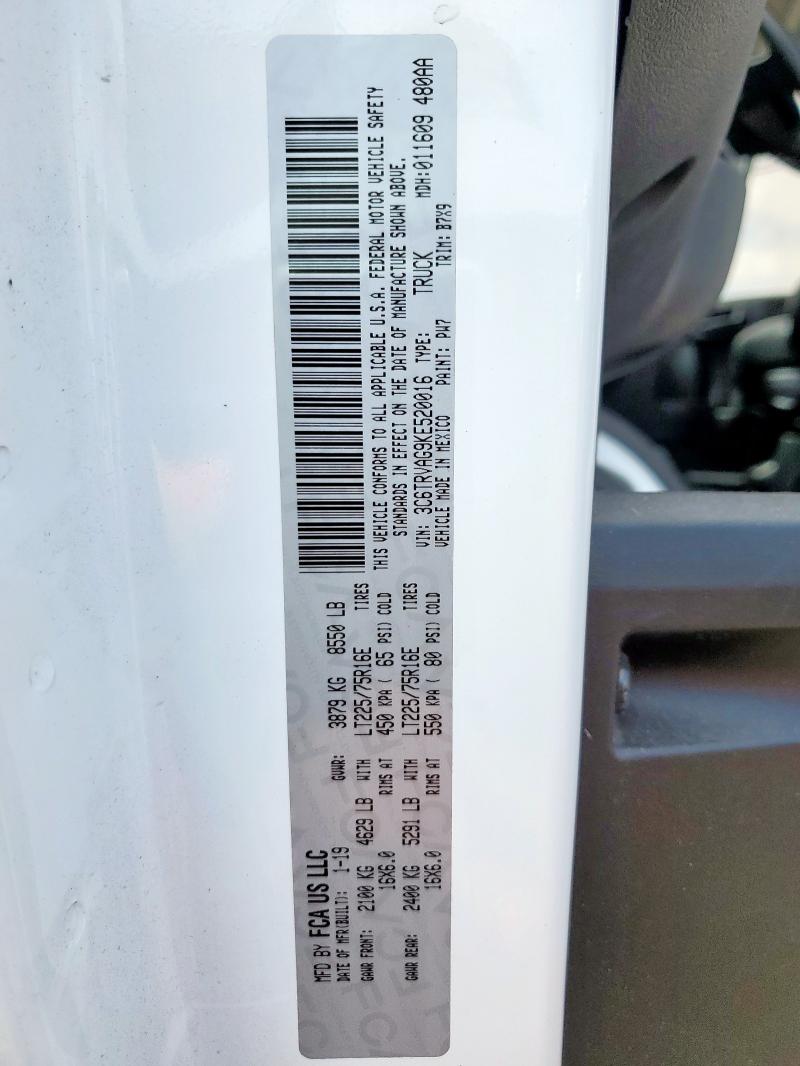 MFD BY FCA US LLC
DATE OF MFR(BUILT): 1-19 GVWR: 3879 KG 8550 LB
GAWR FRONT: 2100 KG 4629 LB WITH LT225/75R16E TIRES
16X6.0 RIMS AT 450 KPA ( 65 PSI) COLD
GAWR REAR: 2400 KG 5291 LB WITH LT225/75R16E TIRES
16X6.0 RIMS AT 550 KPA ( 80 PSI) COLD
THIS VEHICLE CONFORMS TO ALL APPLICABLE U.S.A. FEDERAL MOTOR VEHICLE SAFETY
STANDARDS IN EFFECT ON THE DATE OF MANUFACTURE SHOWN ABOVE.
VIN: 3C6TRVAG9KE520016 TYPE: TRUCK MDH:011609 480AA
VEHICLE MADE IN MEXICO PAINT: PW7 TRIM: B7X9